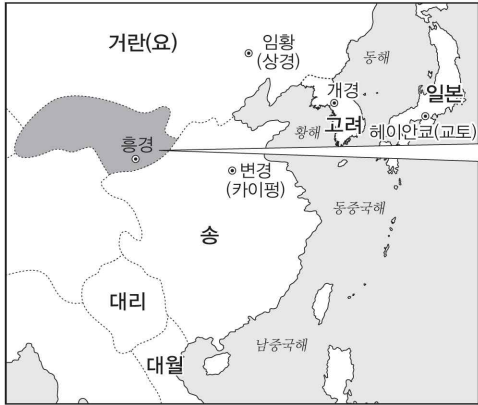 거란(요)
임황
(상경)
동해
개경
일본
고려
황해
헤이안쿄(교토)
흥경
변경
(카이펑)
동중국해
송
대리
남중국해
대월